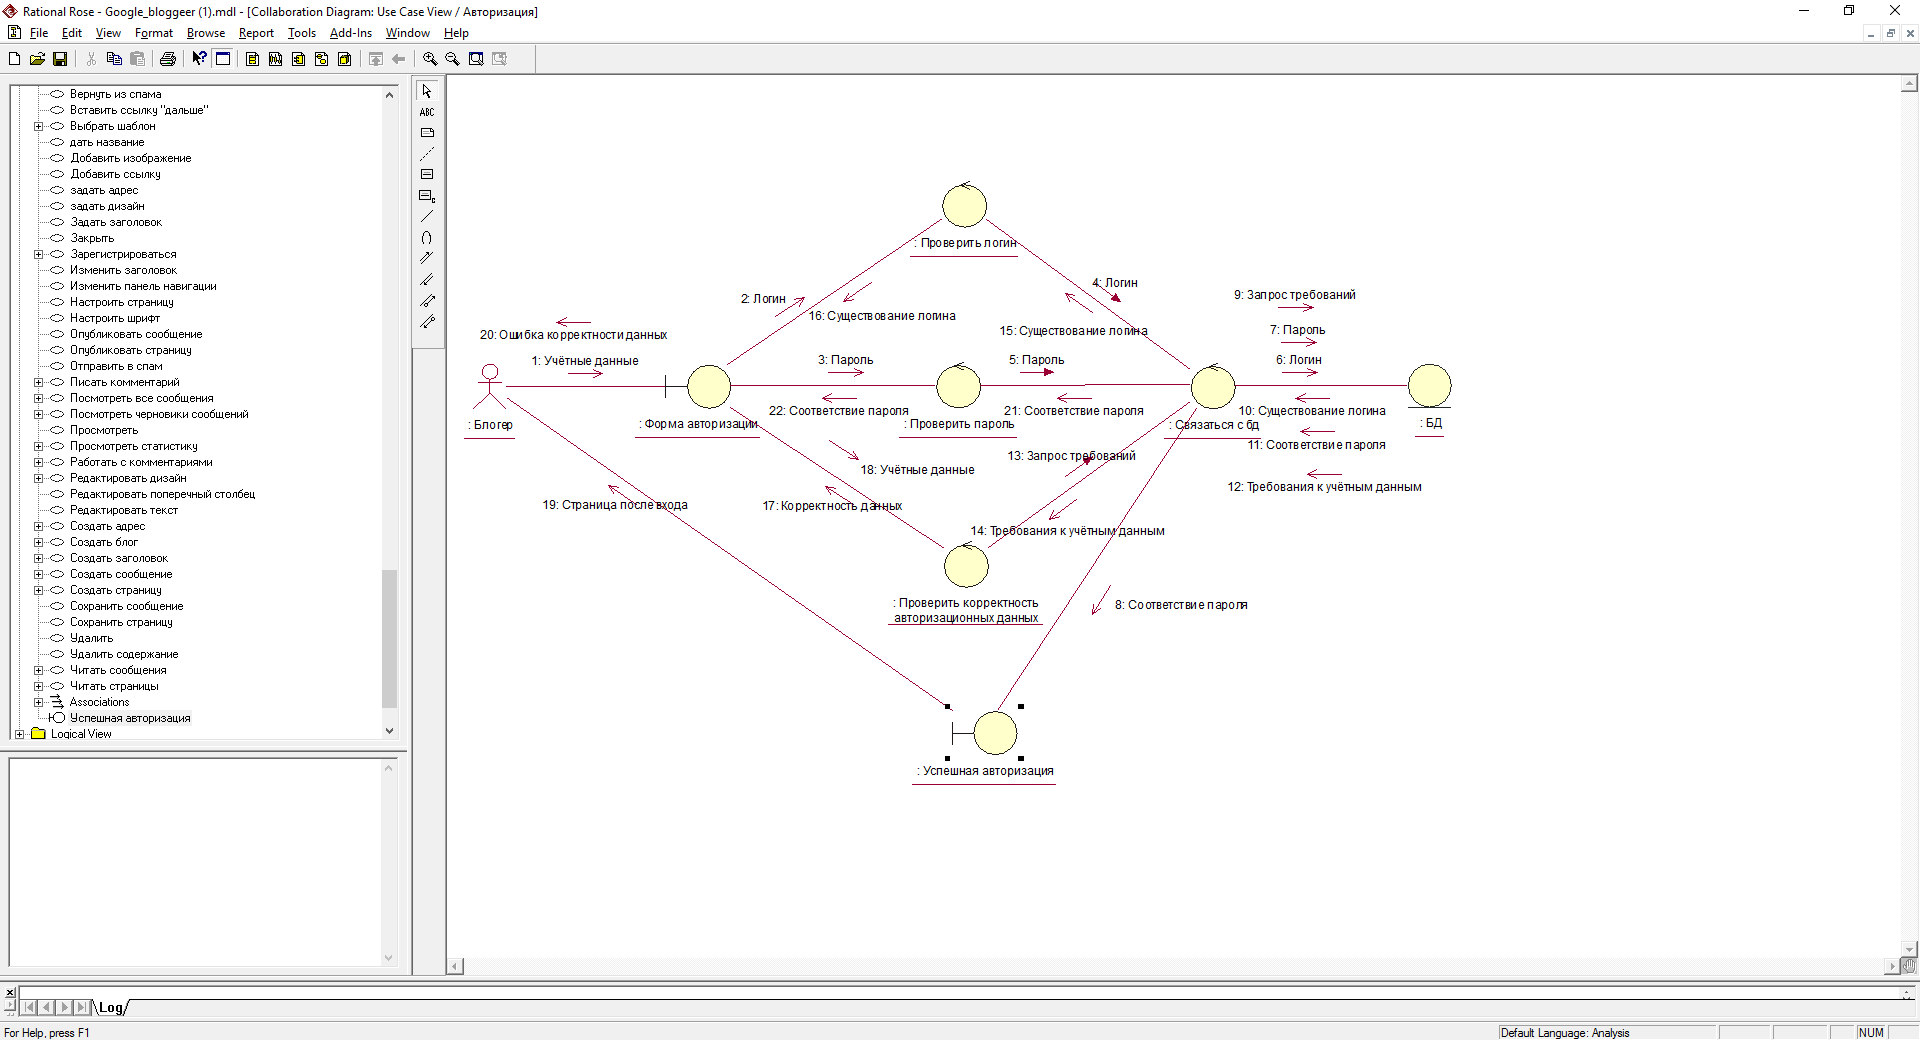 Rational Rose - Google_bloggeer (1).mdl - [Collaboration Diagram: Use Case View / Авторизация]
File Edit View Format Browse Report Tools Add-Ins Window Help
Вернуть из спама
Вставить ссылку "дальше"
Выбрать шаблон
дать название
Добавить изображение
Добавить ссылку
задать адрес
задать дизайн
Задать заголовок
Закрыть
Зарегистрироваться
Изменить заголовок
Изменить панель навигации
Настроить страницу
Настроить шрифт
Опубликовать сообщение
Опубликовать страницу
Отправить в спам
Писать комментарий
Посмотреть все сообщения
Посмотреть черновики сообщений
Просмотреть
Просмотреть статистику
Работать с комментариями
Редактировать дизайн
Редактировать поперечный столбец
Редактировать текст
Создать адрес
Создать блог
Создать заголовок
Создать сообщение
Создать страницу
Сохранить сообщение
Сохранить страницу
Удалить
Удалить содержание
Читать сообщения
Читать страницы
Associations
Успешная авторизация
Logical View
ABC
: Проверить логин
2: Логин
4: Логин
9: Запрос требований
16: Существование логина
15: Существование логина
7: Пароль
20: Ошибка корректности данных
1: Учётные данные
3: Пароль
5: Пароль
6: Логин
22: Соответствие пароля
21: Соответствие пароля
10: Существование логина
: Блогер
: Форма авторизации
: Проверить пароль
: Связаться с бд
: БД
11: Соответствие пароля
18: Учётные данные
13: Запрос требований
12: Требования к учётным данным
19: Страница после входа
17: Корректность данных
14: Требования к учётным данным
: Проверить корректность
авторизационных данных
8: Соответствие пароля
: Успешная авторизация
Log
For Help, press F1
Default Language: Analysis
NUM